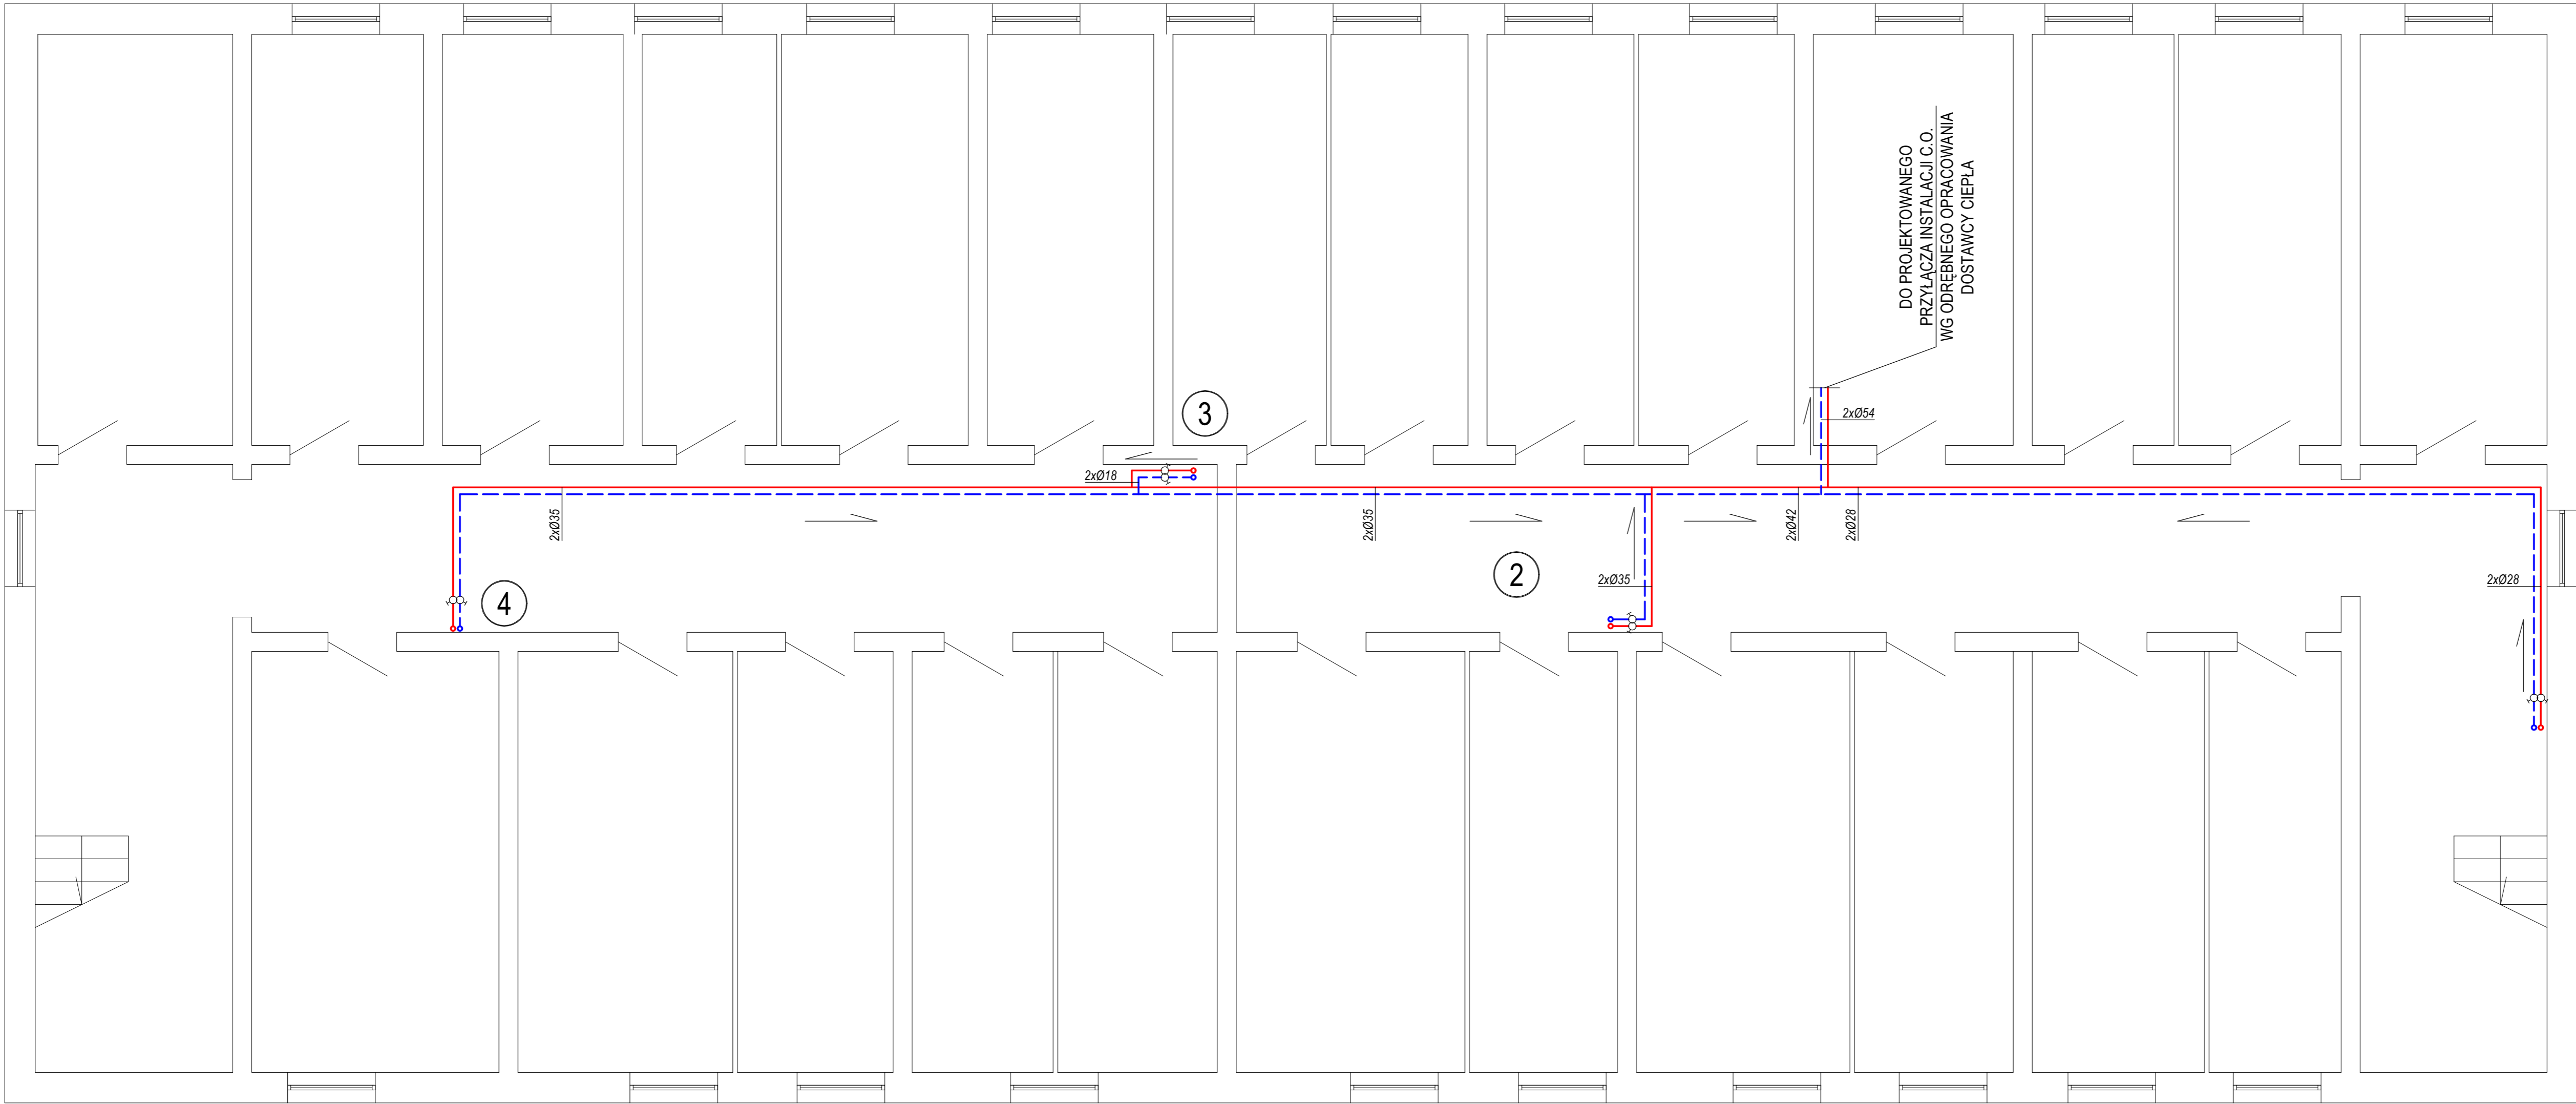 DO PROJEKTOWANEGO
PRZYŁĄCZA INSTALACJI C.O.
WG ODRĘBNEGO OPRACOWANIA
DOSTAWCY CIEPŁA
2xØ54
3
2xØ18
2xØ35
2xØ35
2xØ42
2xØ28
2
2xØ35
2xØ28
4